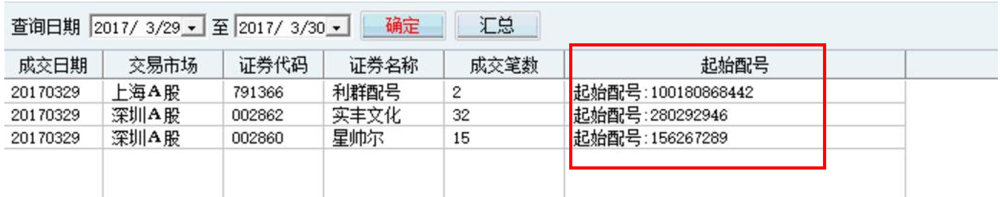 查询日期 2017/ 3/29 至 2017/ 3/30 确定 汇总
成交日期 交易市场 证券代码 证券名称 成交笔数 起始配号
20170329 上海A股 791366 利群配号 2 起始配号:100180868442
20170329 深圳A股 002862 实丰文化 32 起始配号:280292946
20170329 深圳A股 002860 星帅尔 15 起始配号:156267289